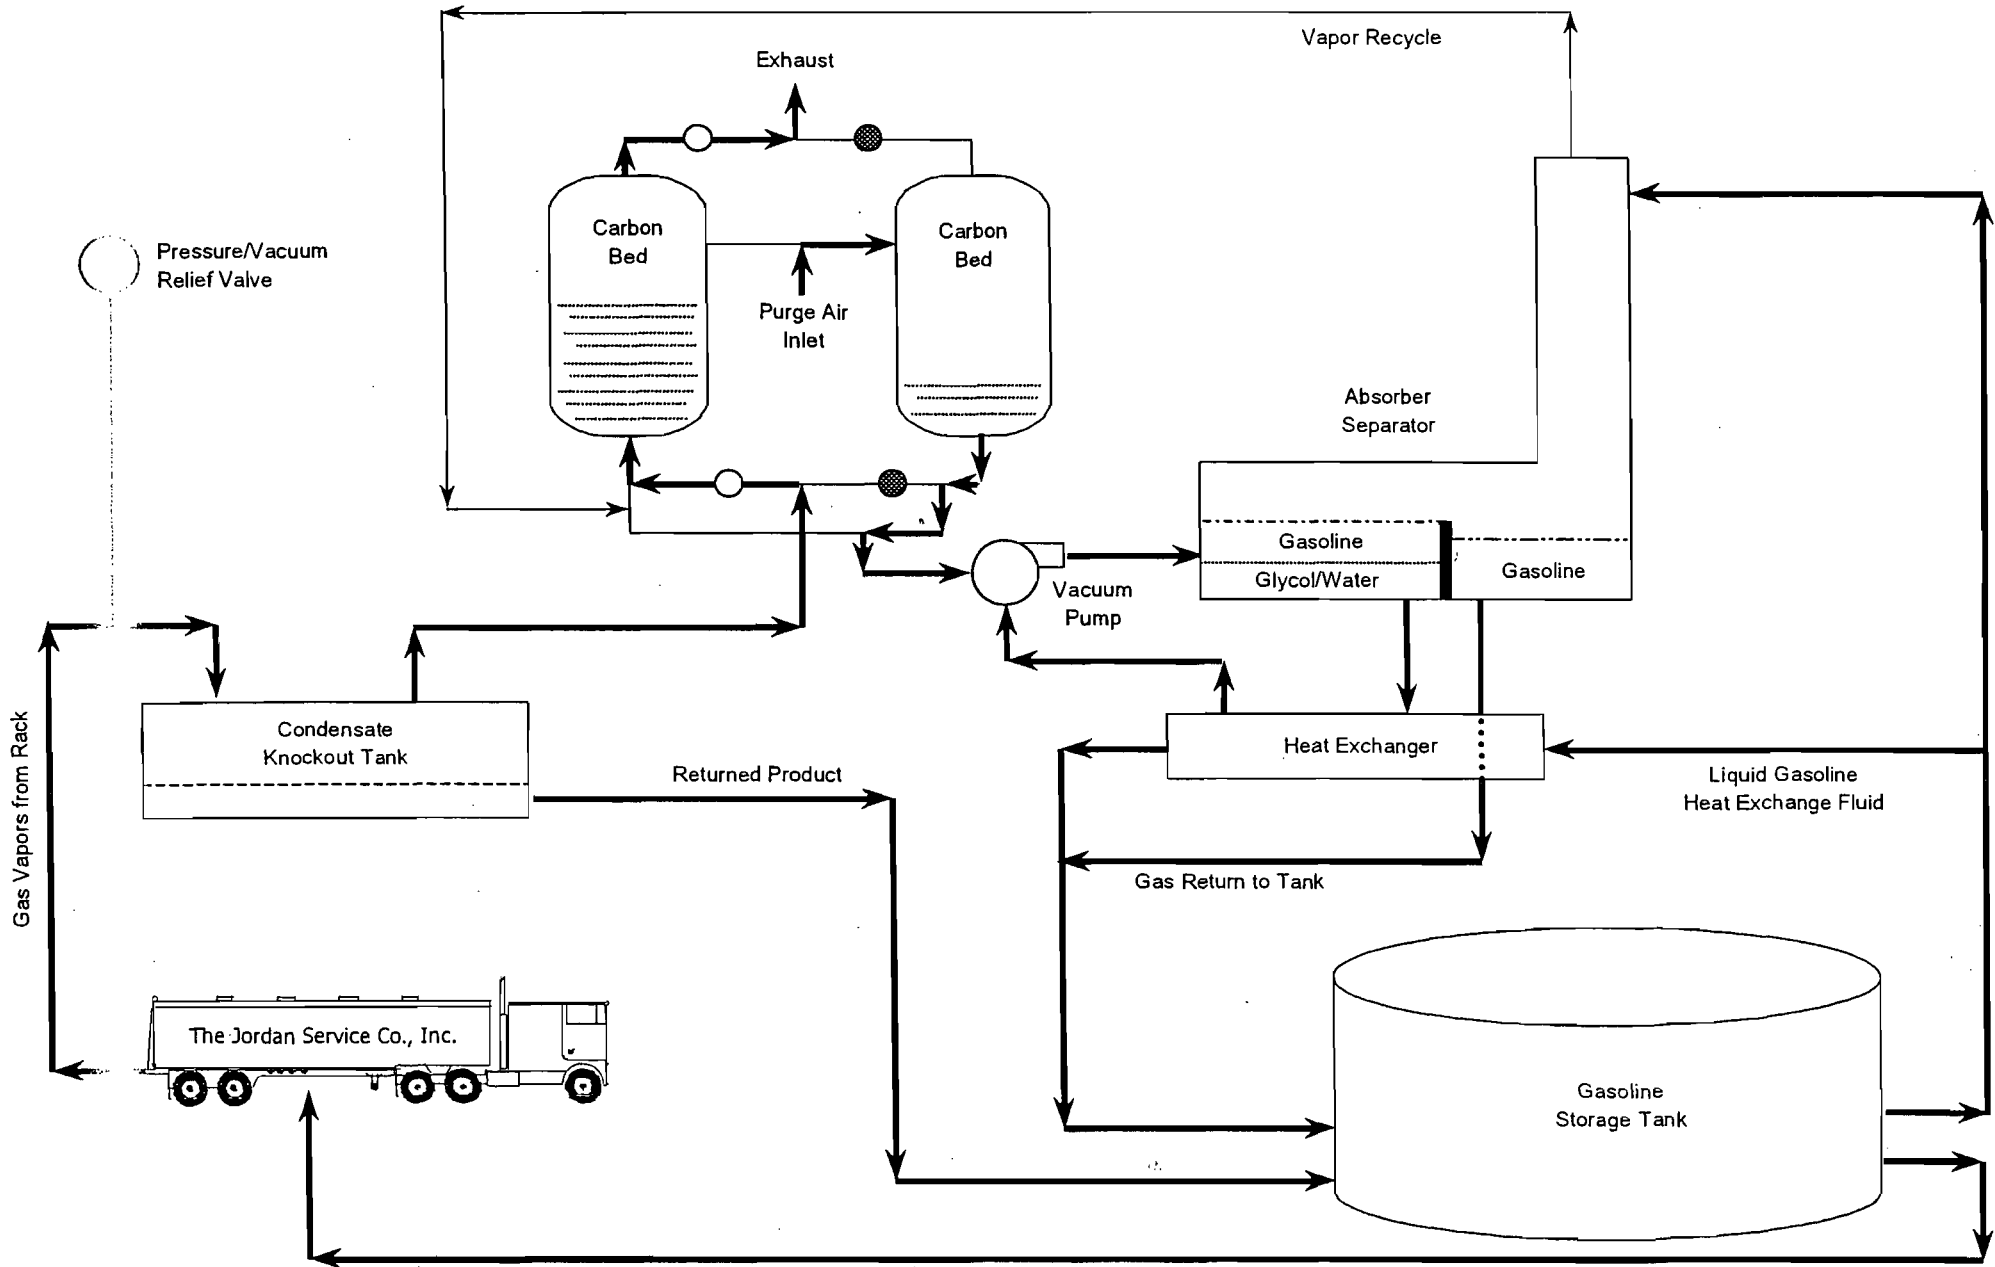 Vapor Recycle
Exhaust
Carbon
Bed
Carbon
Bed
Pressure/Vacuum
Relief Valve
Purge Air
Inlet
Absorber
Separator
Gasoline
Glycol/Water
Gasoline
Vacuum
Pump
Gas Vapors from Rack
Condensate
Knockout Tank
Heat Exchanger
Returned Product
Liquid Gasoline
Heat Exchange Fluid
Gas Return to Tank
The Jordan Service Co., Inc.
Gasoline
Storage Tank